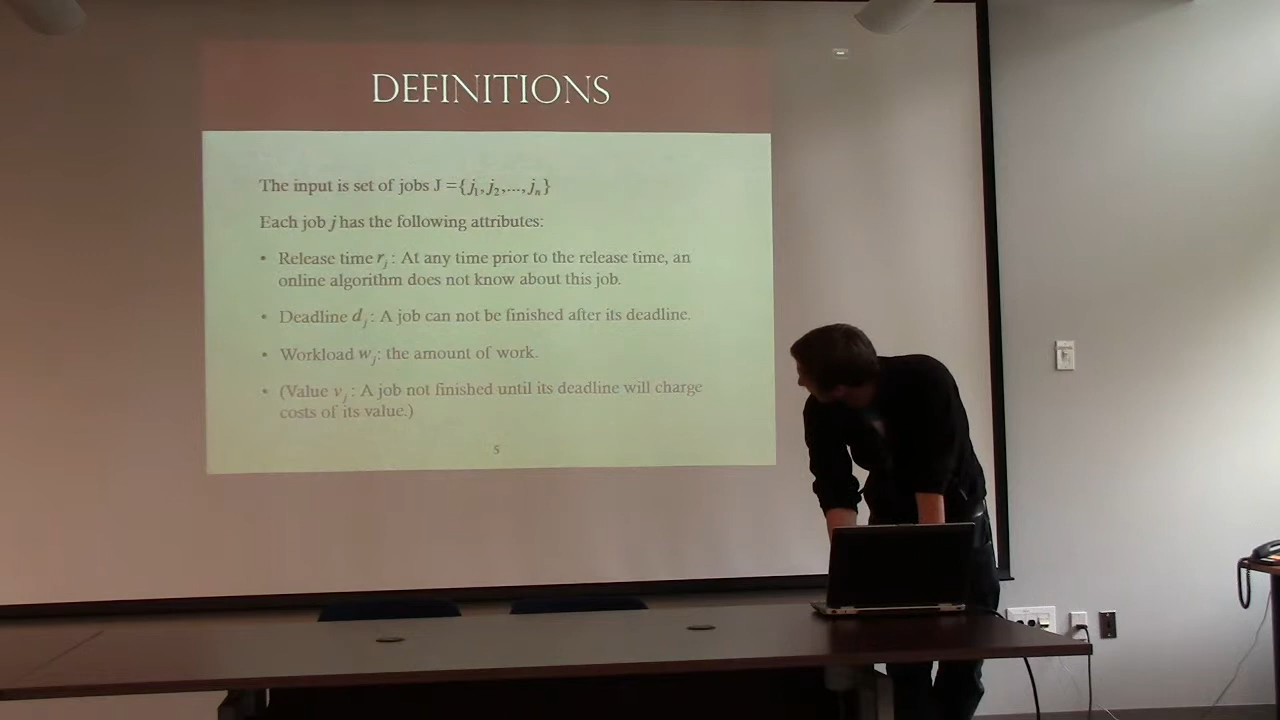 DEFINITIONS
The input is set of jobs J ={j₁,j₂,...,jₙ}
Each job j has the following attributes:
• Release time rⱼ : At any time prior to the release time, an
online algorithm does not know about this job.
• Deadline dⱼ : A job can not be finished after its deadline.
• Workload wⱼ: the amount of work.
• (Value vⱼ : A job not finished until its deadline will charge
costs of its value.)
5